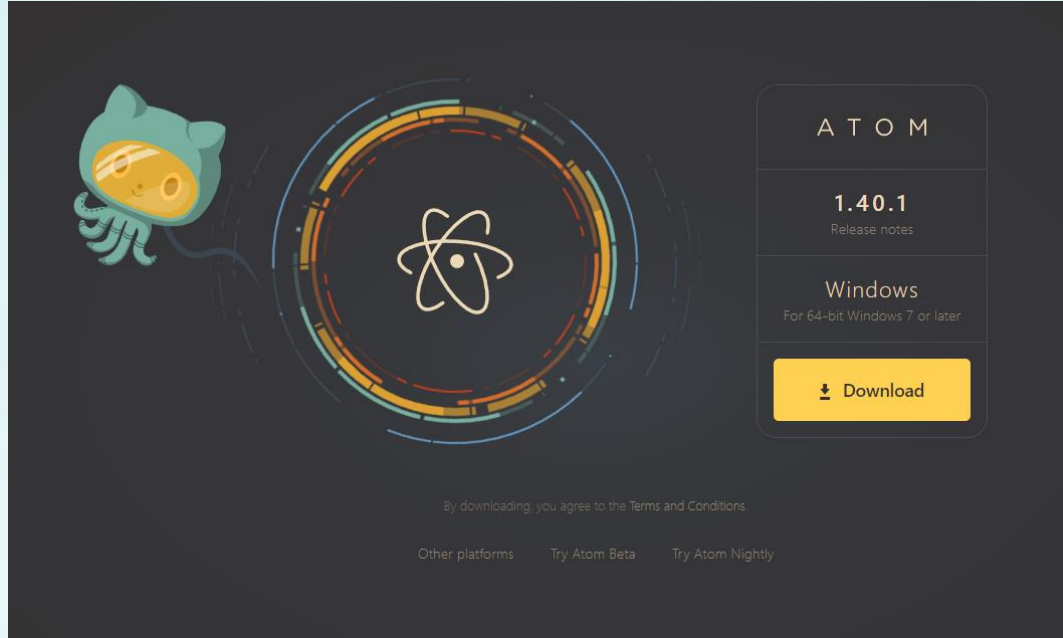 ATOM
1.40.1
Release notes
Windows
For 64-bit Windows 7 or later
Download
By downloading, you agree to the Terms and Conditions.
Other platforms Try Atom Beta Try Atom Nightly